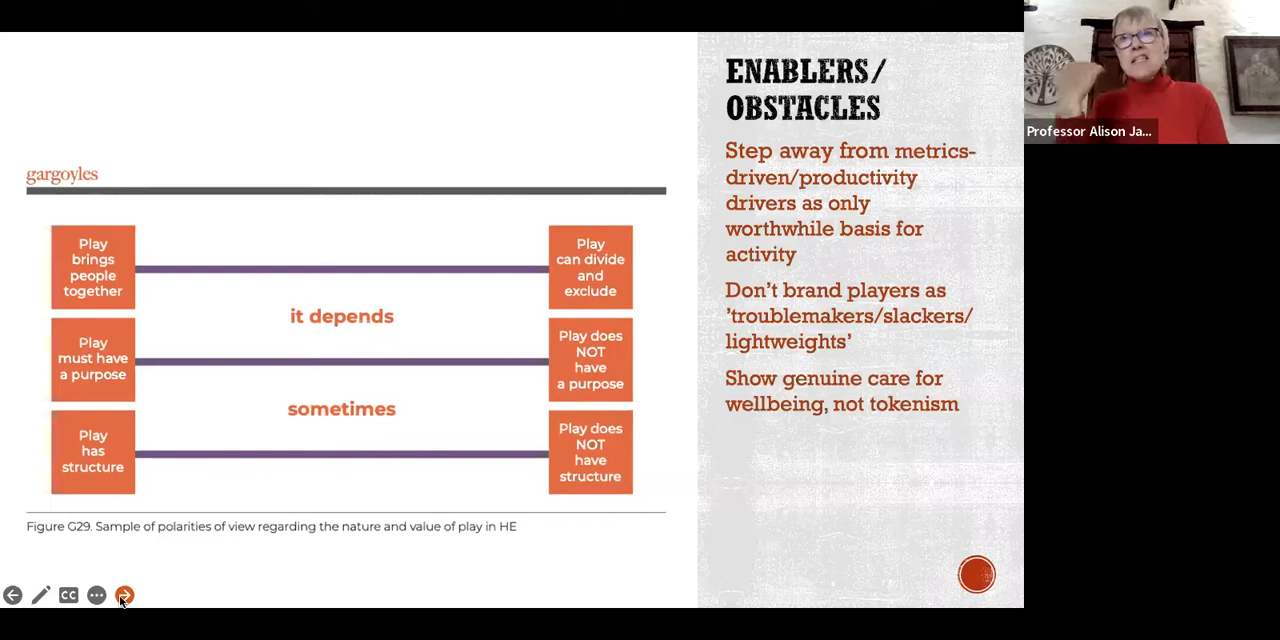 gargoyles
Play
brings
people
together
Play
can divide
and
exclude
it depends
Play
must have
a purpose
Play does
NOT
have
a purpose
sometimes
Play
has
structure
Play does
NOT
have
structure
Figure G29. Sample of polarities of view regarding the nature and value of play in HE
ENABLERS/
OBSTACLES
Step away from metrics-
driven/productivity
drivers as only
worthwhile basis for
activity
Don’t brand players as
’troublemakers/slackers/
lightweights’
Show genuine care for
wellbeing, not tokenism
CC
Professor Alison Ja...